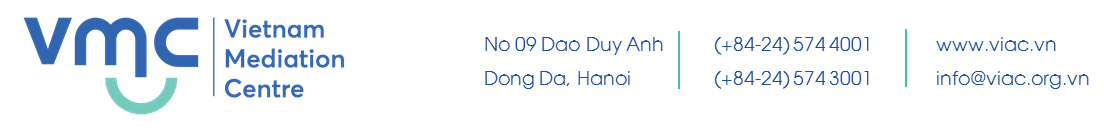 vmc
Vietnam
Mediation
Centre
No 09 Dao Duy Anh
Dong Da, Hanoi
(+84-24) 574 4001
(+84-24) 574 3001
www.viac.vn
info@viac.org.vn